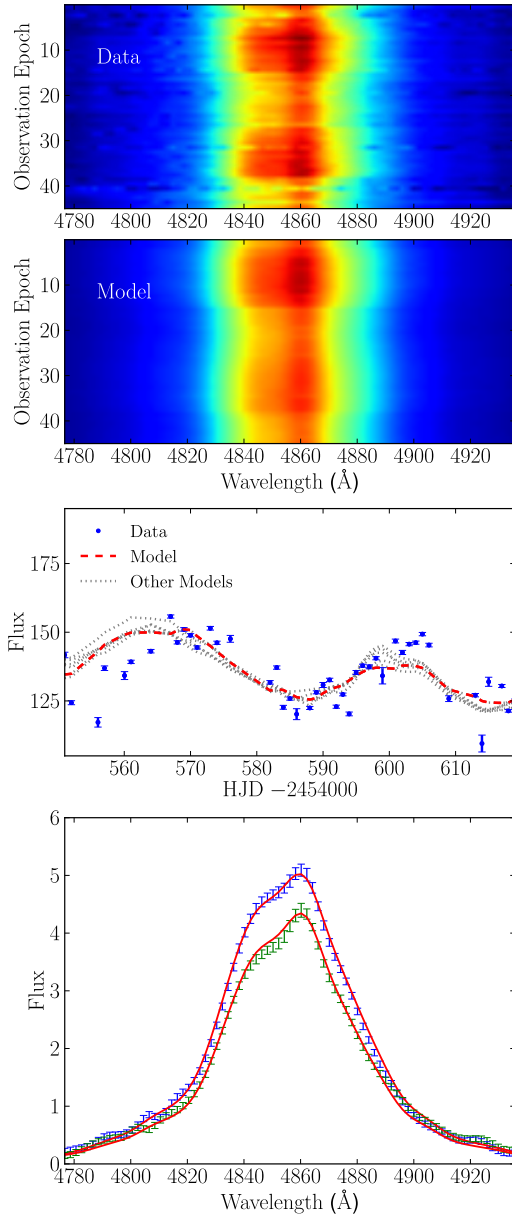 10
20
30
40
Observation Epoch
Data
4780 4800 4820 4840 4860 4880 4900 4920
10
20
30
40
Observation Epoch
Model
4780 4800 4820 4840 4860 4880 4900 4920
Wavelength (Å)
175
150
125
Flux
Data
Model
Other Models
560 570 580 590 600 610
HJD −2454000
6
5
4
3
2
1
0
Flux
4780 4800 4820 4840 4860 4880 4900 4920
Wavelength (Å)